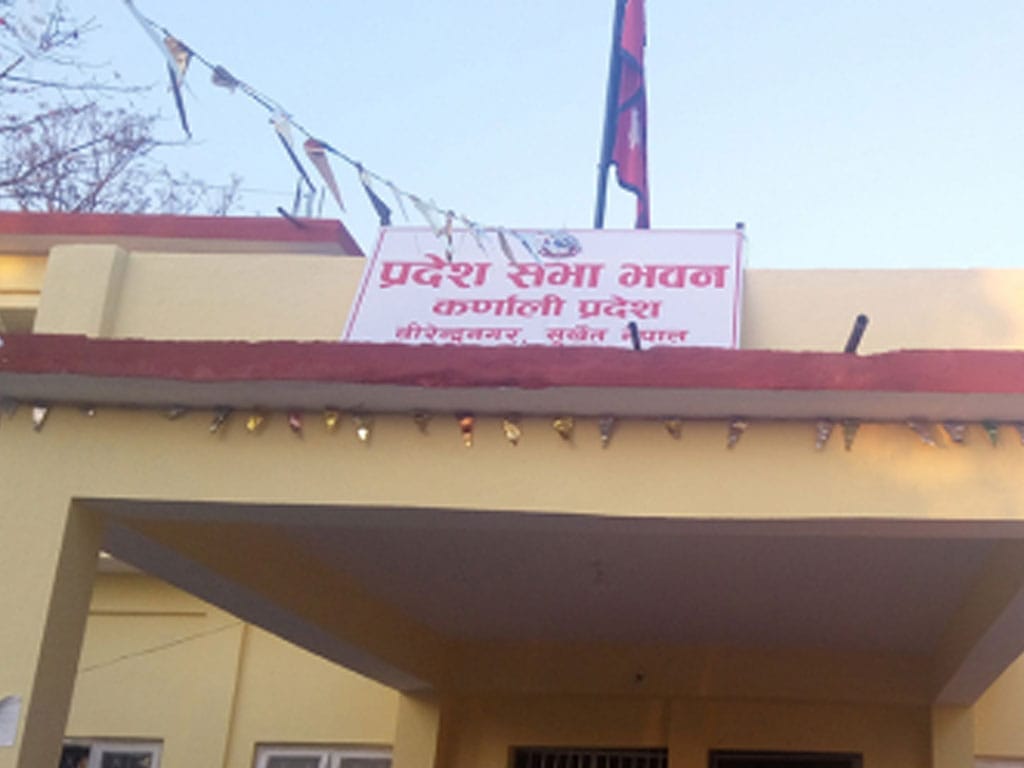 प्रदेश सभा भवन
कर्णाली प्रदेश
वीरेन्द्रनगर, सुर्खेत नेपाल